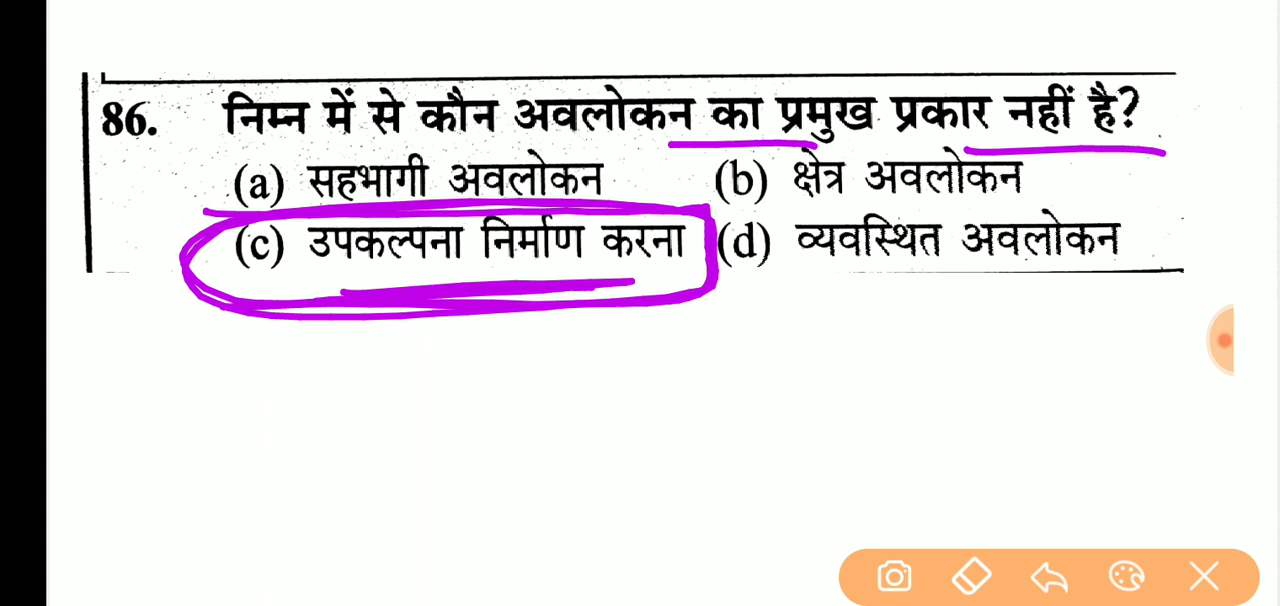 86. निम्न में से कौन अवलोकन का प्रमुख प्रकार नहीं है?
(a) सहभागी अवलोकन (b) क्षेत्र अवलोकन
(c) उपकल्पना निर्माण करना (d) व्यवस्थित अवलोकन